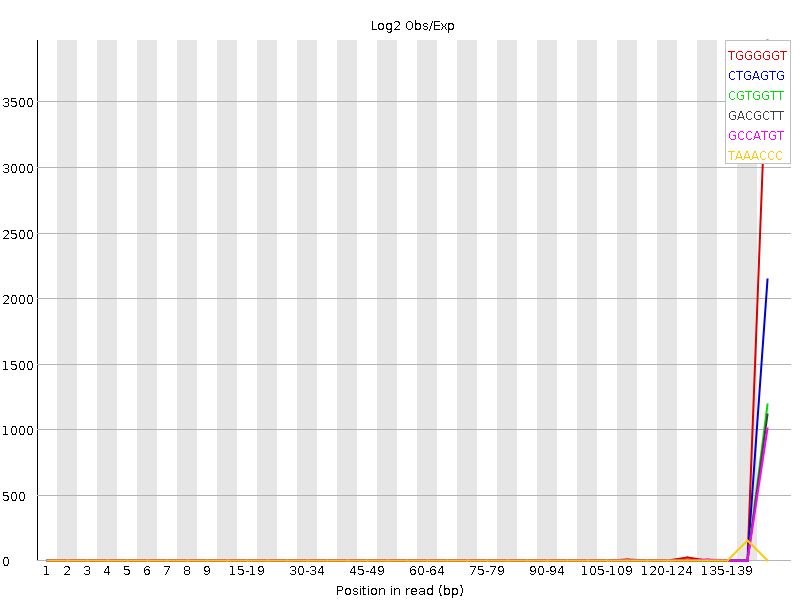 Log2 Obs/Exp
TGGGGGT
CTGAGTG
CGTGGTT
GACGCTT
GCCATGT
TAAACCC
3500
3000
2500
2000
1500
1000
500
0
1 2 3 4 5 6 7 8 9 15-19 30-34 45-49 60-64 75-79 90-94 105-109 120-124 135-139
Position in read (bp)